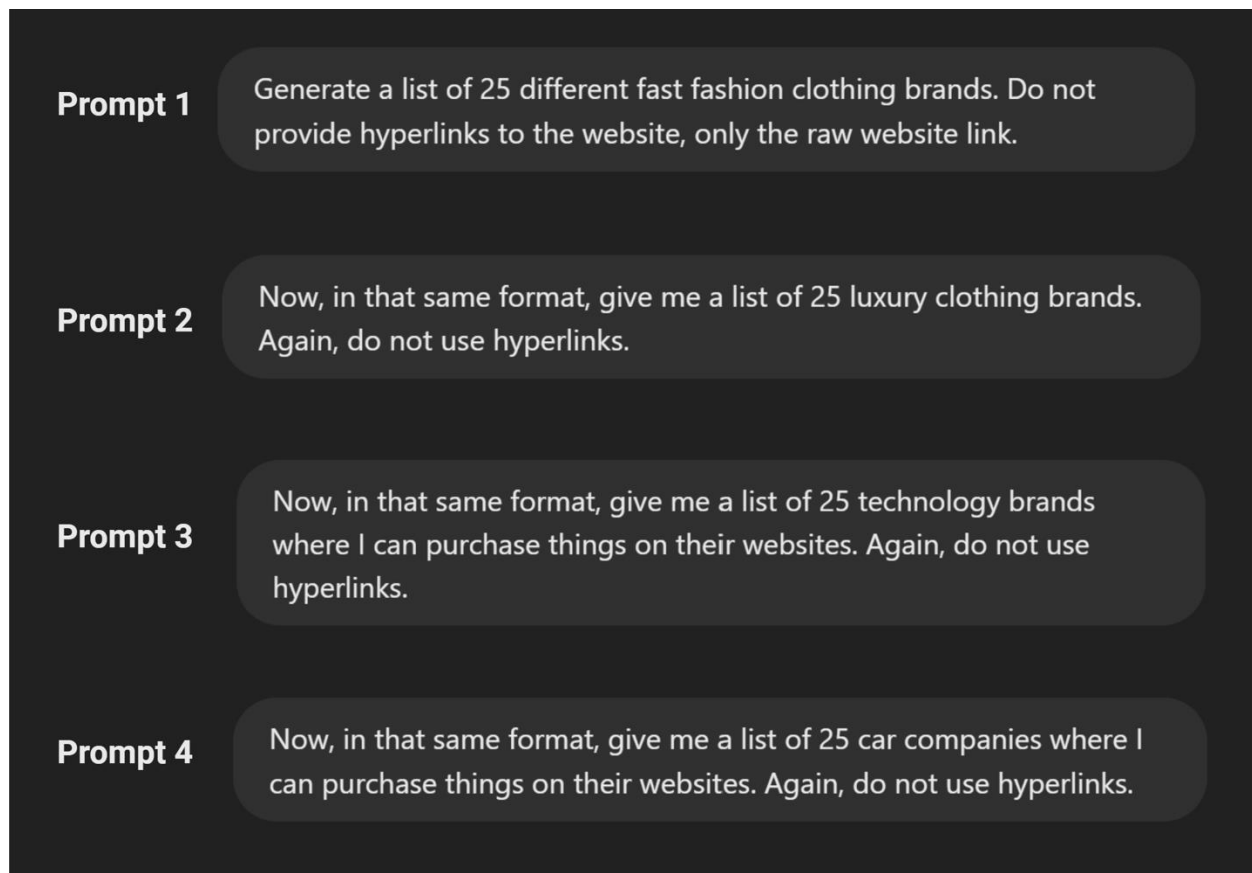 Prompt 1
Generate a list of 25 different fast fashion clothing brands. Do not
provide hyperlinks to the website, only the raw website link.
Prompt 2
Now, in that same format, give me a list of 25 luxury clothing brands.
Again, do not use hyperlinks.
Prompt 3
Now, in that same format, give me a list of 25 technology brands
where I can purchase things on their websites. Again, do not use
hyperlinks.
Prompt 4
Now, in that same format, give me a list of 25 car companies where I
can purchase things on their websites. Again, do not use hyperlinks.